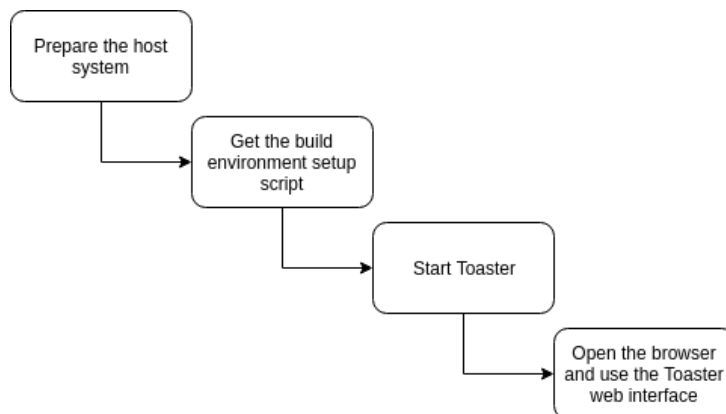 Prepare the host
system
Get the build
environment setup
script
Start Toaster
Open the browser
and use the Toaster
web interface